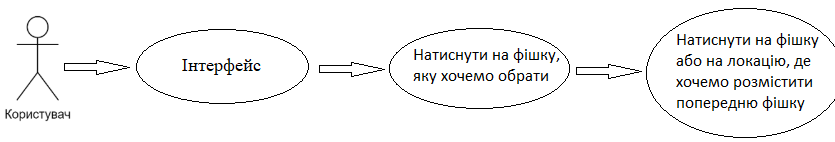 Користувач
Інтерфейс
Натиснути на фішку,
яку хочемо обрати
Натиснути на фішку
або на локацію, де
хочемо розмістити
попередню фішку